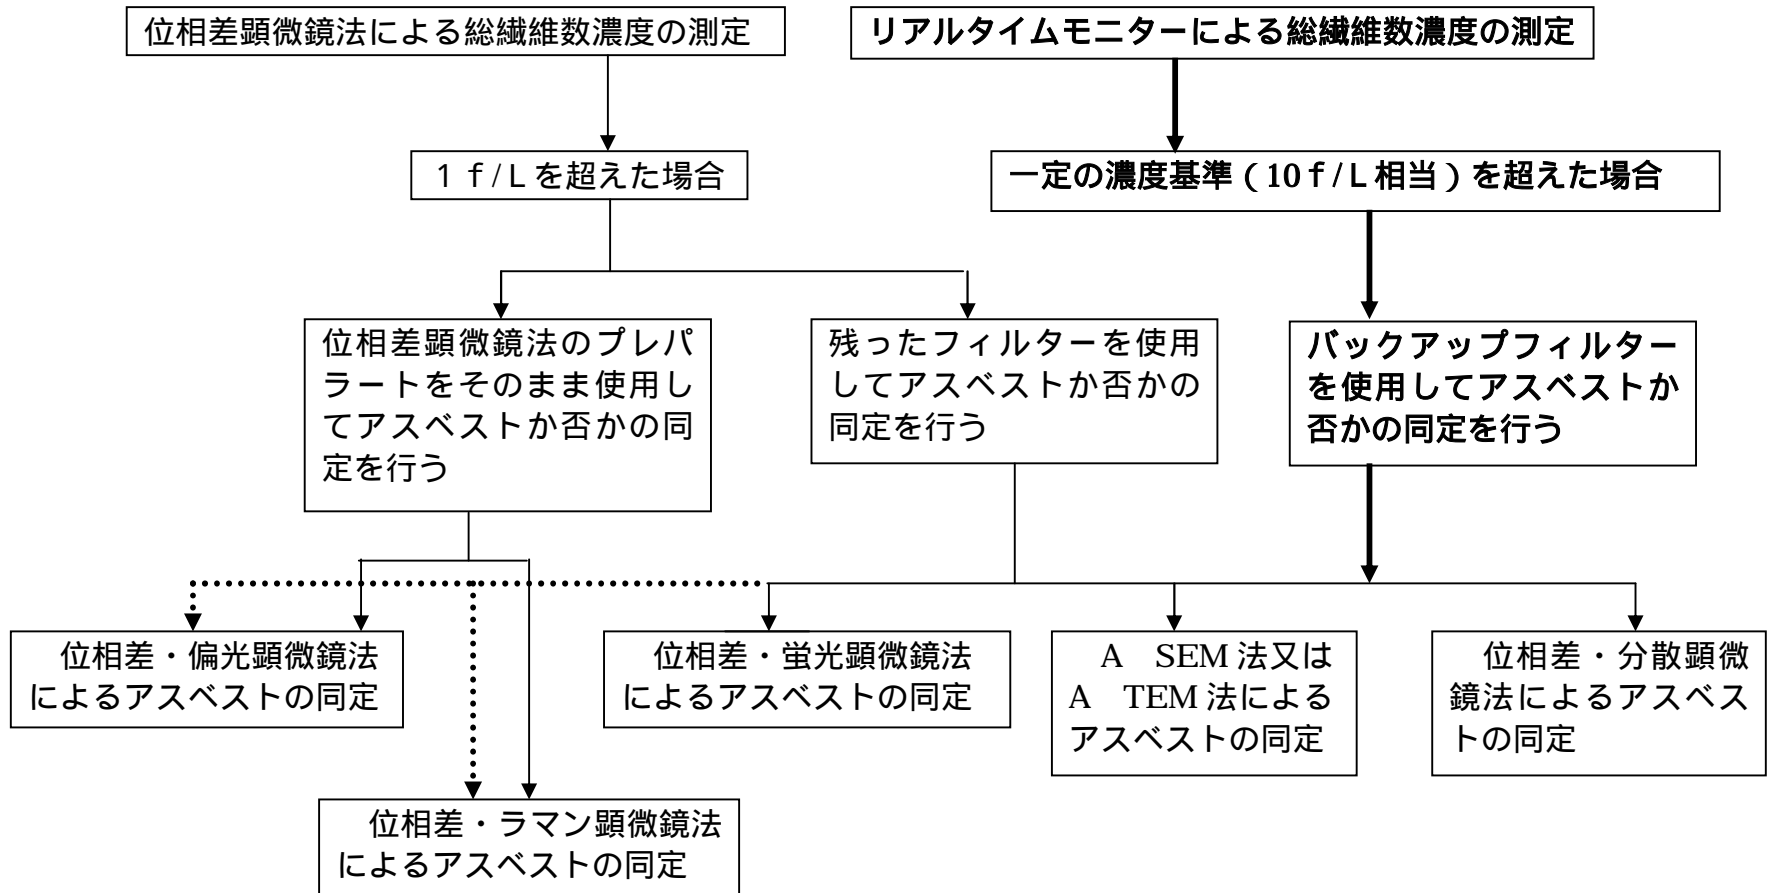 位相差顕微鏡法による総繊維数濃度の測定
リアルタイムモニターによる総繊維数濃度の測定
1 f/Lを超えた場合
一定の濃度基準（10 f/L相当）を超えた場合
位相差顕微鏡法のプレパ
ラートをそのまま使用し
てアスベストか否かの同
定を行う
残ったフィルターを使用
してアスベストか否かの
同定を行う
バックアップフィルター
を使用してアスベストか
否かの同定を行う
位相差・偏光顕微鏡法
によるアスベストの同定
位相差・蛍光顕微鏡法
によるアスベストの同定
A SEM 法又は
A TEM 法による
アスベストの同定
位相差・分散顕微
鏡法によるアスベス
トの同定
位相差・ラマン顕微鏡法
によるアスベストの同定